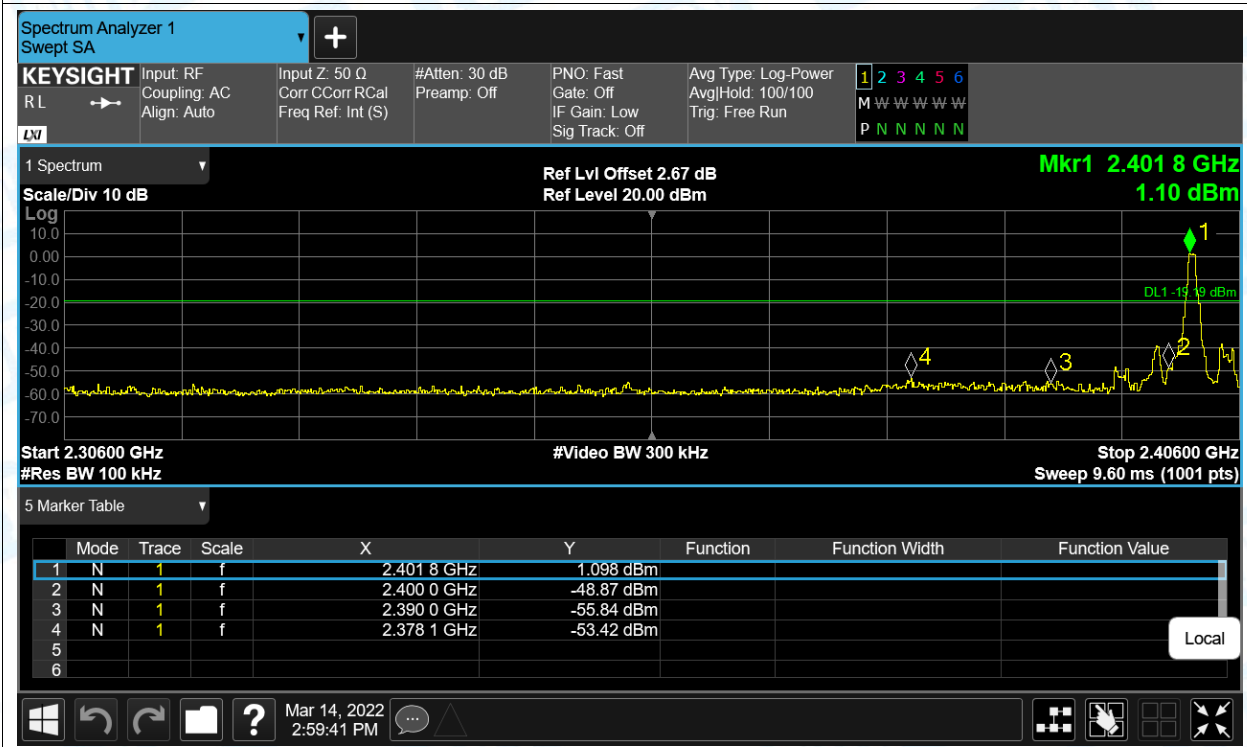 Spectrum Analyzer 1
Swept SA
▼
+
KEYSIGHT
RL
LXI
Input: RF
Coupling: AC
Align: Auto
Input Z: 50 Ω
Corr CCorr RCal
Freq Ref: Int (S)
#Atten: 30 dB
Preamp: Off
PNO: Fast
Gate: Off
IF Gain: Low
Sig Track: Off
Avg Type: Log-Power
Avg|Hold: 100/100
Trig: Free Run
1 2 3 4 5 6
M W W W W W
P N N N N N
1 Spectrum ▼
Scale/Div 10 dB
Log
Ref Lvl Offset 2.67 dB
Ref Level 20.00 dBm
Mkr1 2.401 8 GHz
1.10 dBm
10.0
0.00
-10.0
-20.0
-30.0
-40.0
-50.0
-60.0
-70.0
1
DL1 -19.19 dBm
2
3
4
Start 2.30600 GHz #Video BW 300 kHz Stop 2.40600 GHz
#Res BW 100 kHz Sweep 9.60 ms (1001 pts)
5 Marker Table ▼
Mode Trace Scale X Y Function Function Width Function Value
1 N 1 f 2.401 8 GHz 1.098 dBm
2 N 1 f 2.400 0 GHz -48.87 dBm
3 N 1 f 2.390 0 GHz -55.84 dBm
4 N 1 f 2.378 1 GHz -53.42 dBm
5
6
Local
?
Mar 14, 2022
2:59:41 PM